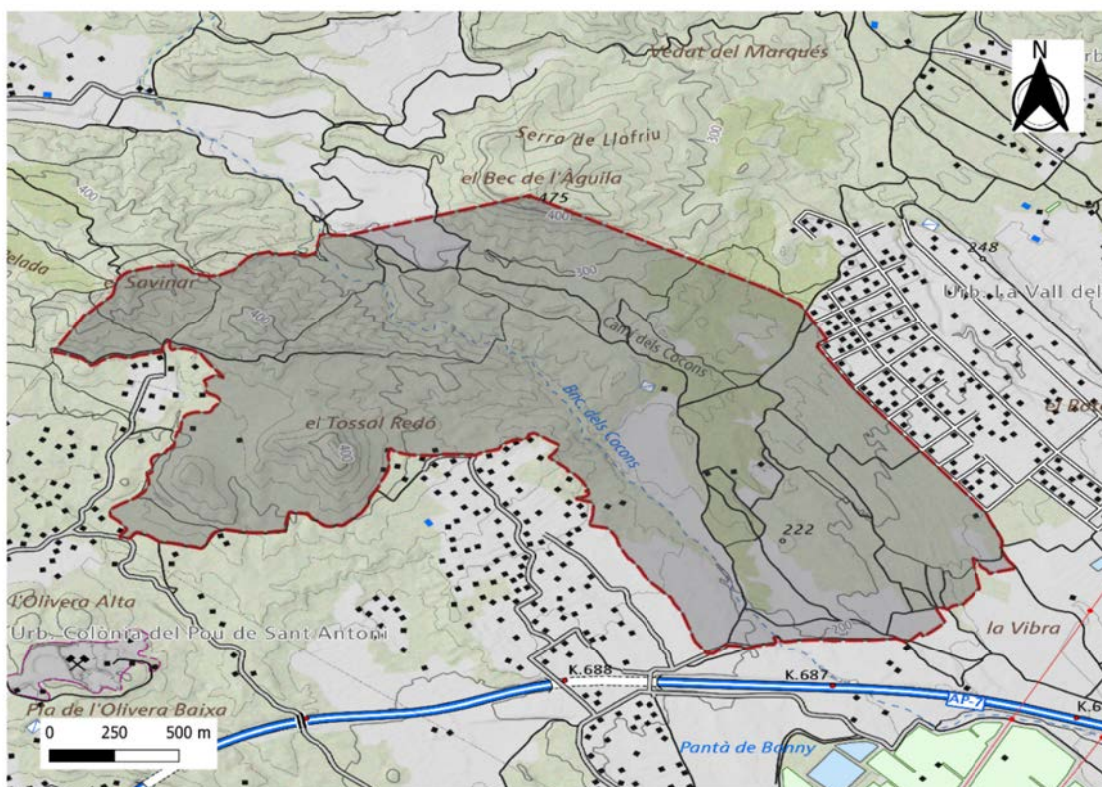 Vedat del Marqués
N
300
Serra de Llofriu
el Bec de l'Àguila
475
400
400
elada
248
el Savinar
300
Urb. La Vall del
400
Camí dels Cocons
el Tossal Redó
400
Bnc. dels Cocons
222
l'Olivera Alta
Urb. Colònia del Pou de Sant Antoni
200
la Vibra
K.688
K.687
AP-7
K.6
Pla de l'Olivera Baixa
0 250 500 m
Pantà de Bonny